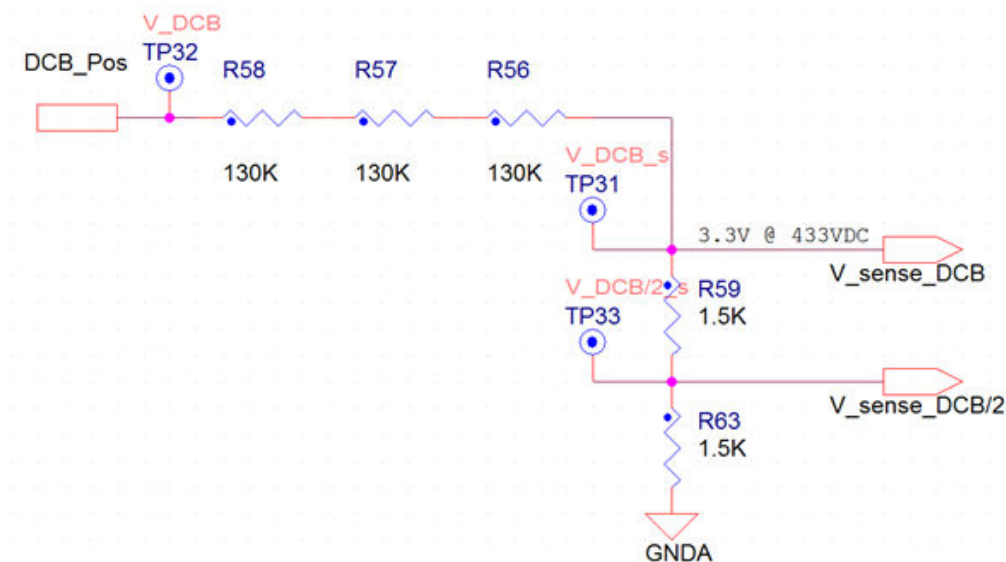 V_DCB
TP32
DCB_Pos
R58
R57
R56
130K
130K
130K
V_DCB_s
TP31
3.3V @ 433VDC
V_sense_DCB
V_DCB/2_s
R59
TP33
1.5K
V_sense_DCB/2
R63
1.5K
GNDA